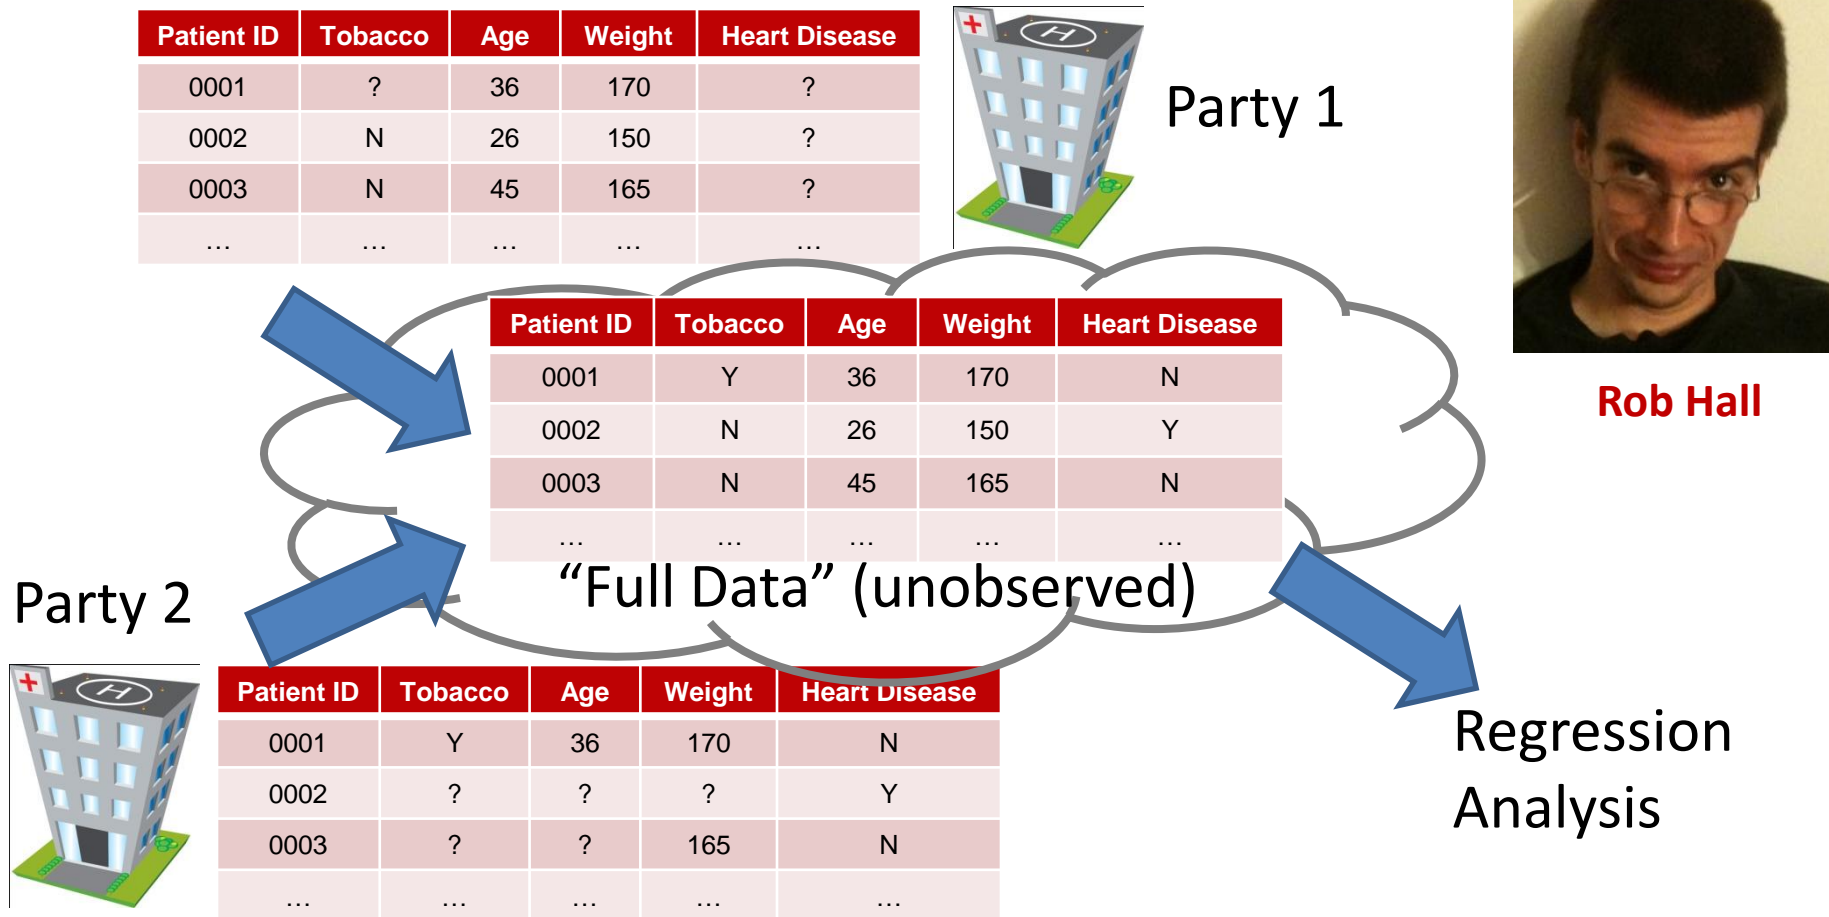 Patient ID Tobacco Age Weight Heart Disease
0001 ? 36 170 ?
0002 N 26 150 ?
0003 N 45 165 ?
… … … … …
H
Party 1
Rob Hall
Patient ID Tobacco Age Weight Heart Disease
0001 Y 36 170 N
0002 N 26 150 Y
0003 N 45 165 N
… … … … …
“Full Data” (unobserved)
Party 2
H
Patient ID Tobacco Age Weight Heart Disease
0001 Y 36 170 N
0002 ? ? ? Y
0003 ? ? 165 N
… … … … …
Regression
Analysis